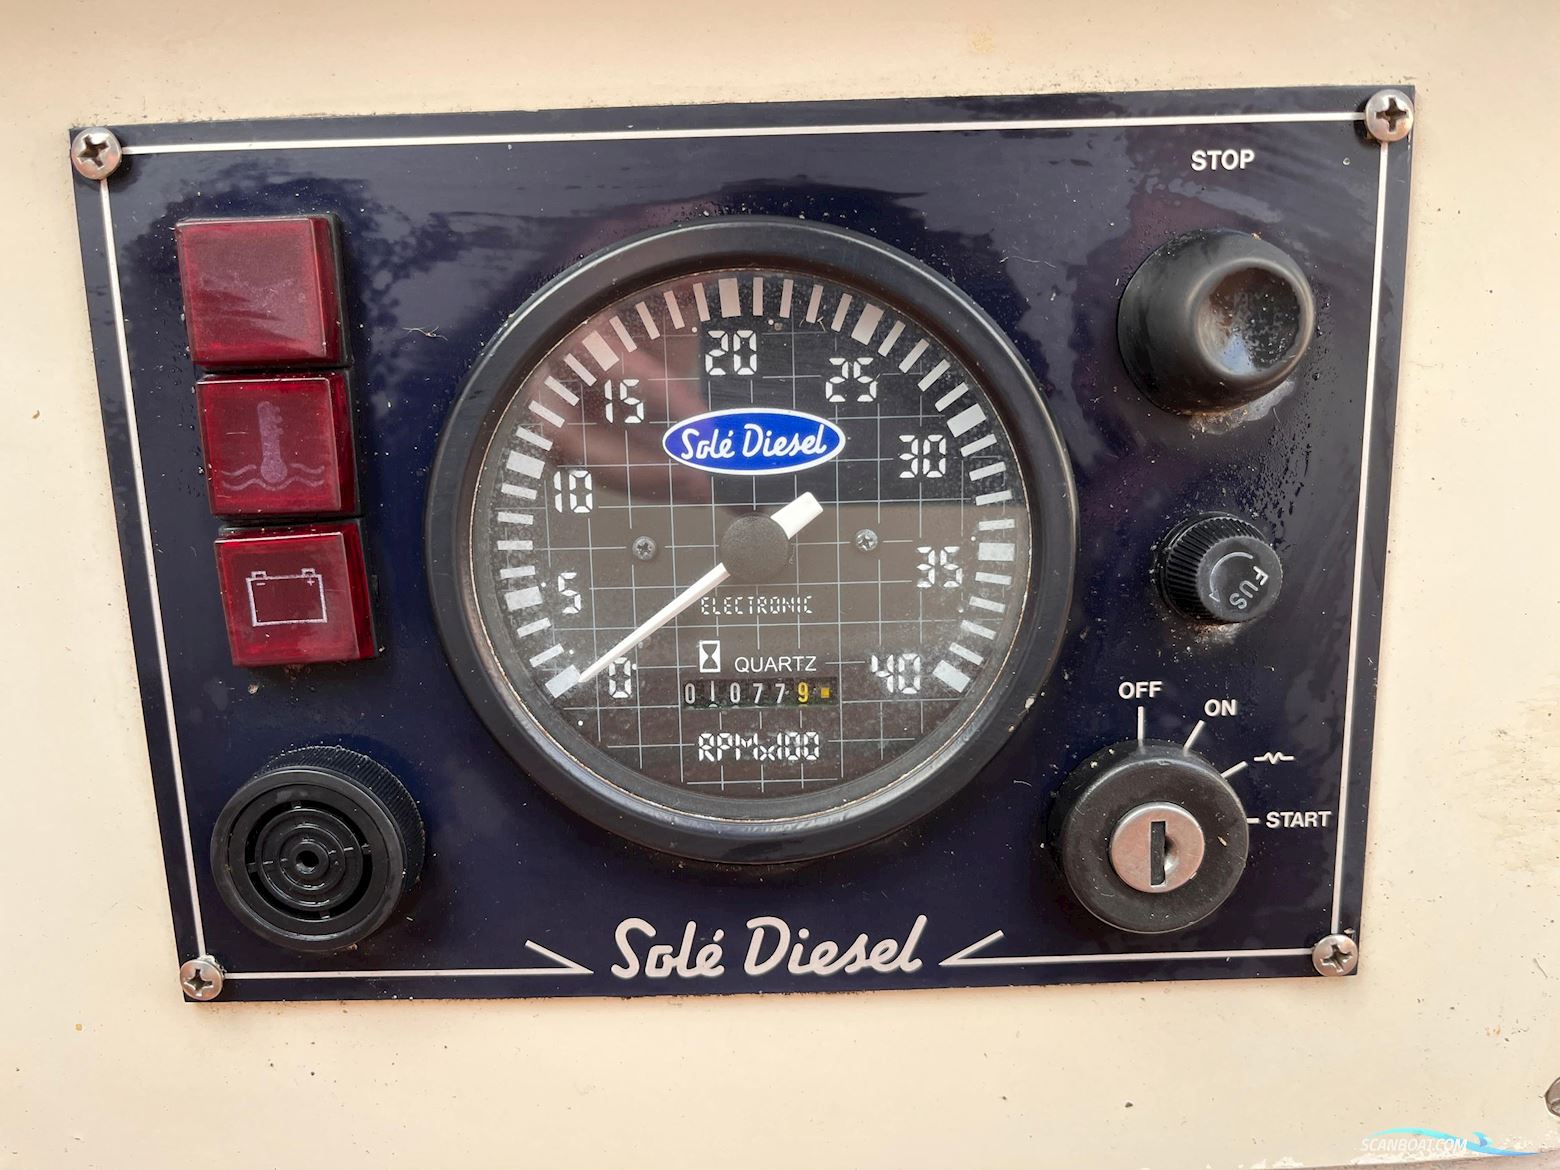 STOP
20
15
25
Solé Diesel
10
30
5
35
ELECTRONIC
FUS
QUARTZ
0
40
010779
OFF
ON
RPMx100
START
Solé Diesel
SCANBOAT.COM